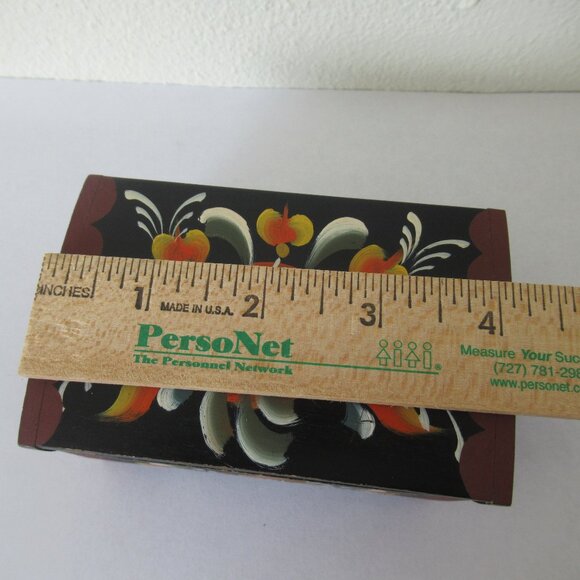 INCHES 1 MADE IN U.S.A. 2 3 4
PersoNet
The Personnel Network
®
Measure Your Suc
(727) 781-298
www.personet.c